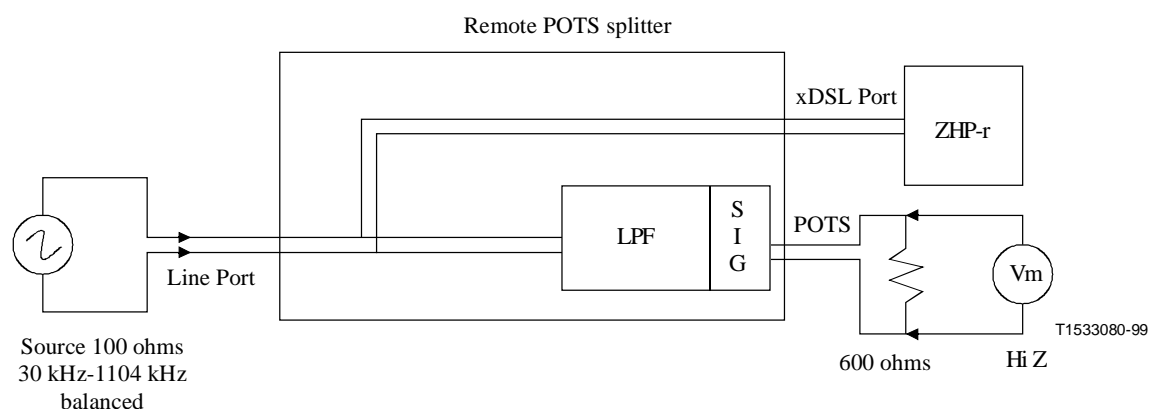 Remote POTS splitter
xDSL Port
ZHP-r
LPF
S
I
G
POTS
Line Port
Vm
Source 100 ohms
30 kHz-1104 kHz
balanced
600 ohms
Hi Z
T1533080-99